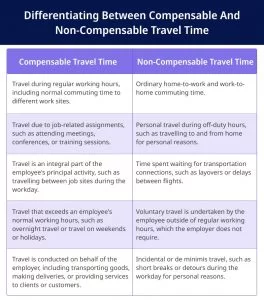 Differentiating Between Compensable And
Non-Compensable Travel Time
Compensable Travel Time
Non-Compensable Travel Time
Travel during regular working hours,
including normal commuting time to
different work sites.
Ordinary home-to-work and work-to-
home commuting time.
Travel due to job-related assignments,
such as attending meetings,
conferences, or training sessions.
Personal travel during off-duty hours,
such as travelling to and from home
for personal reasons.
Travel is an integral part of the
employee's principal activity, such as
travelling between job sites during the
workday.
Time spent waiting for transportation
connections, such as layovers or delays
between flights.
Travel that exceeds an employee's
normal working hours, such as
overnight travel or travel on weekends
or holidays.
Voluntary travel is undertaken by the
employee outside of regular working
hours, which the employer does not
require.
Travel is conducted on behalf of the
employer, including transporting goods,
making deliveries, or providing services
to clients or customers.
Incidental or de minimis travel, such as
short breaks or detours during the
workday for personal reasons.